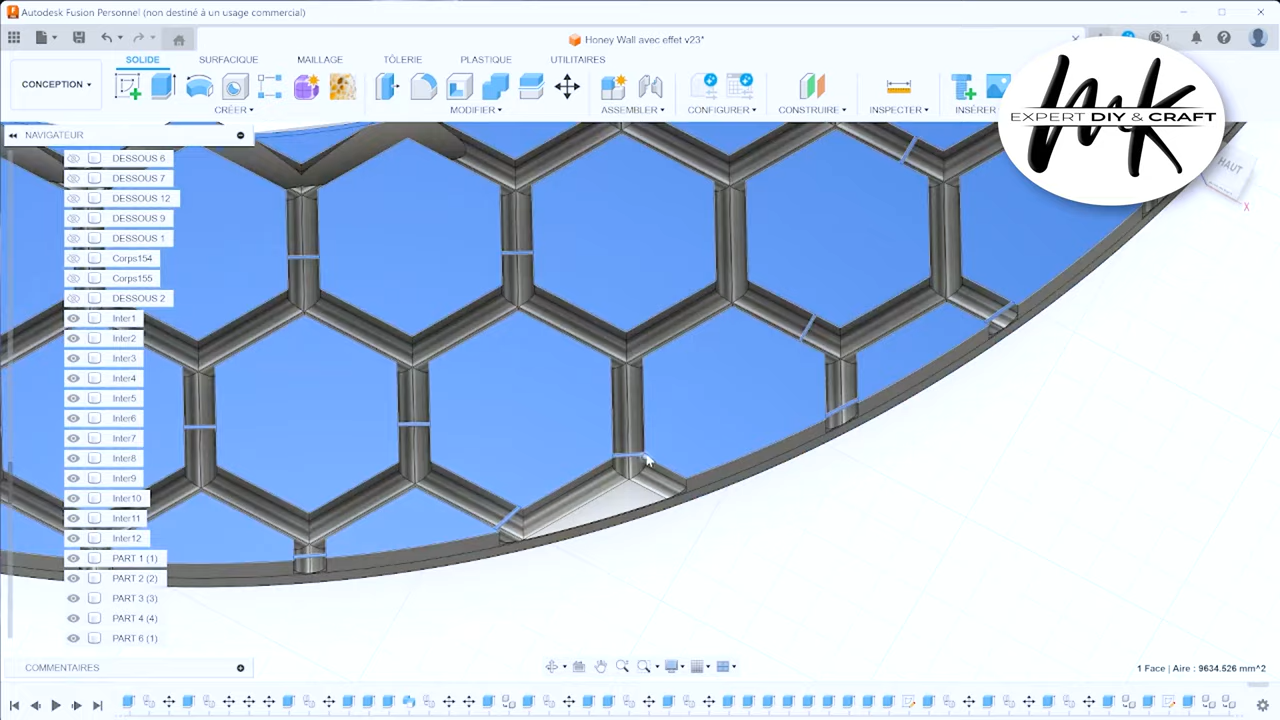 Autodesk Fusion Personnel (non destiné à un usage commercial)
Honey Wall avec effet v23*
1
SOLIDE SURFACIQUE MAILLAGE TÔLERIE PLASTIQUE UTILITAIRES
CONCEPTION
CRÉER MODIFIER ASSEMBLER CONFIGURER CONSTRUIRE INSPECTER INSÉRER
MK
EXPERT DIY & CRAFT
HAUT
X
NAVIGATEUR
DESSOUS 6
DESSOUS 7
DESSOUS 12
DESSOUS 9
DESSOUS 1
Corps154
Corps155
DESSOUS 2
Inter1
Inter2
Inter3
Inter4
Inter5
Inter6
Inter7
Inter8
Inter9
Inter10
Inter11
Inter12
PART 1 (1)
PART 2 (2)
PART 3 (3)
PART 4 (4)
PART 6 (1)
COMMENTAIRES
1 Face | Aire : 9634.526 mm^2